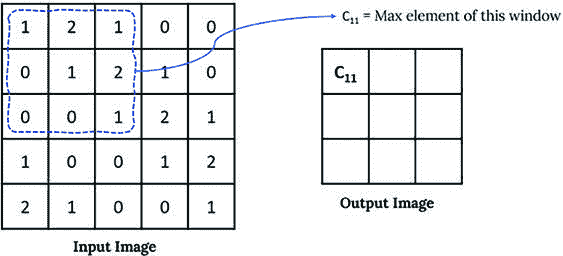 C₁₁ = Max element of this window
1 2 1 0 0
0 1 2 1 0
0 0 1 2 1
1 0 0 1 2
2 1 0 0 1
Input Image
C₁₁
Output Image